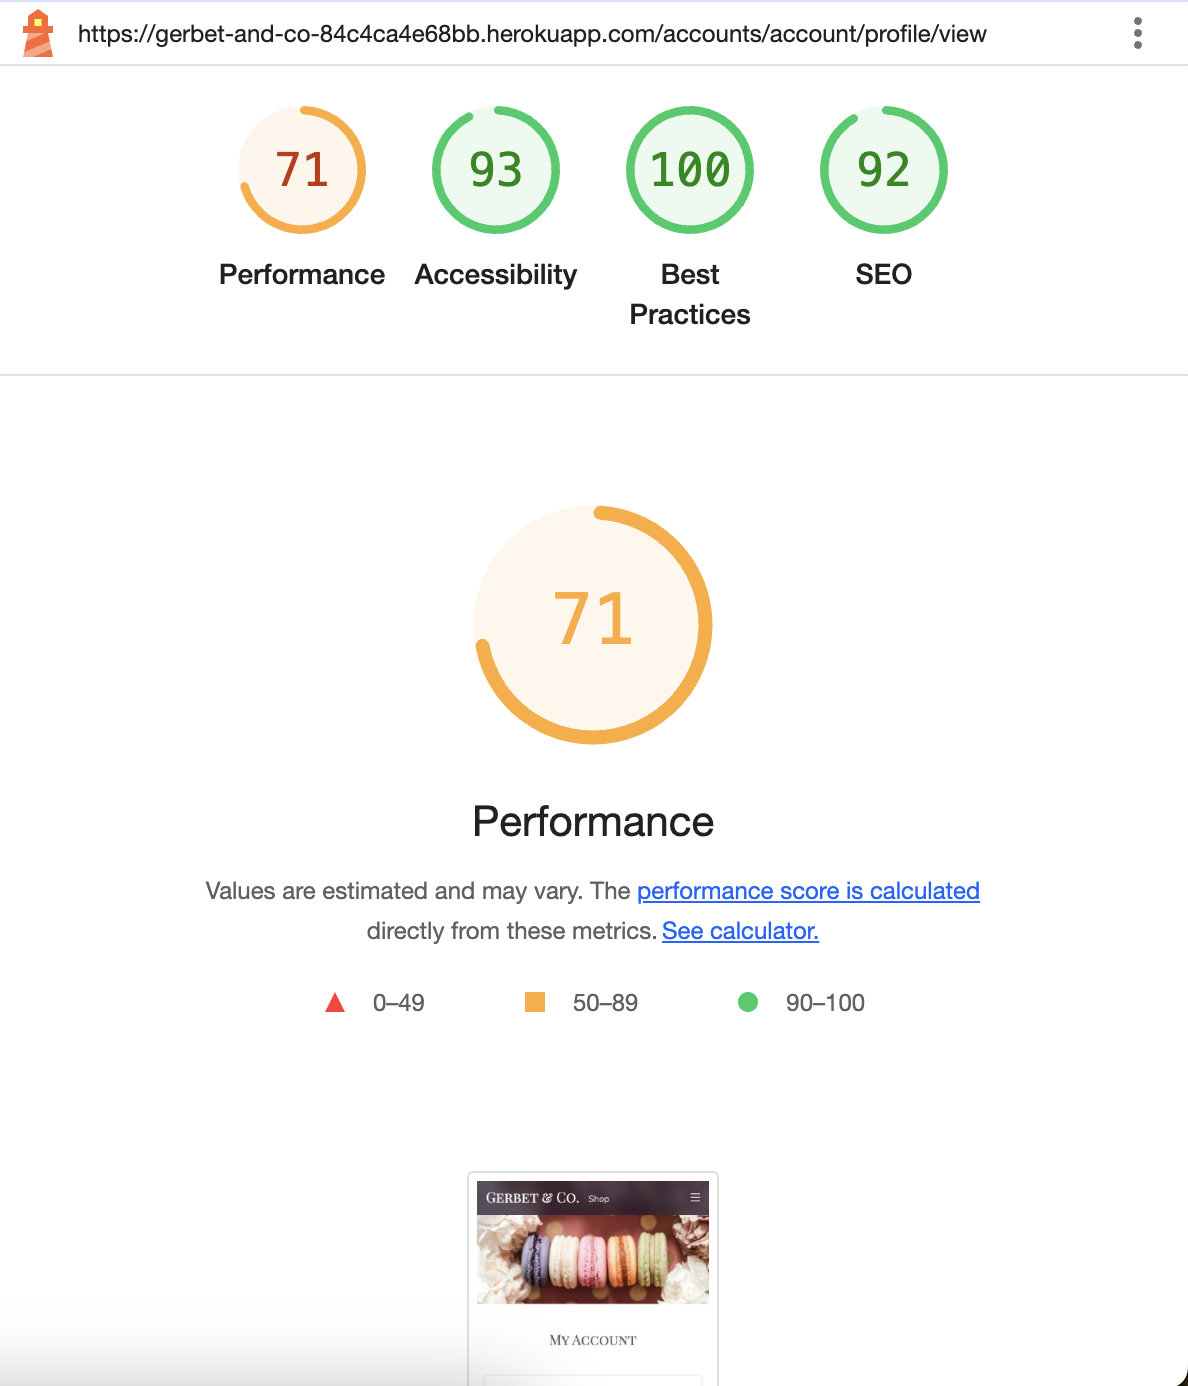 https://gerbet-and-co-84c4ca4e68bb.herokuapp.com/accounts/account/profile/view
71
93
100
92
Performance
Accessibility
Best
Practices
SEO
71
Performance
Values are estimated and may vary. The performance score is calculated
directly from these metrics. See calculator.
0–49
50–89
90–100
Gerbet & Co. Shop
My Account